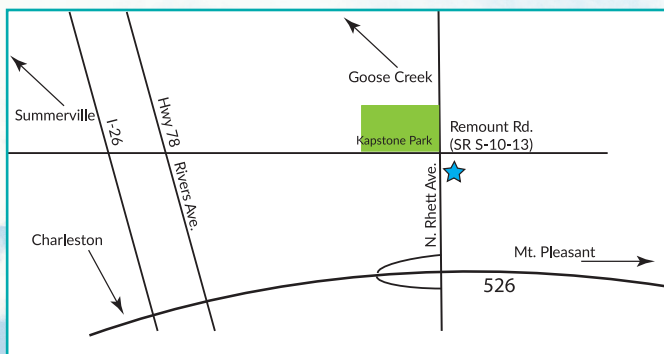 Goose Creek
Summerville
I-26
Hwy 78
Rivers Ave.
Kapstone Park
Remount Rd.
(SR S-10-13)
N. Rhett Ave.
Charleston
Mt. Pleasant
526